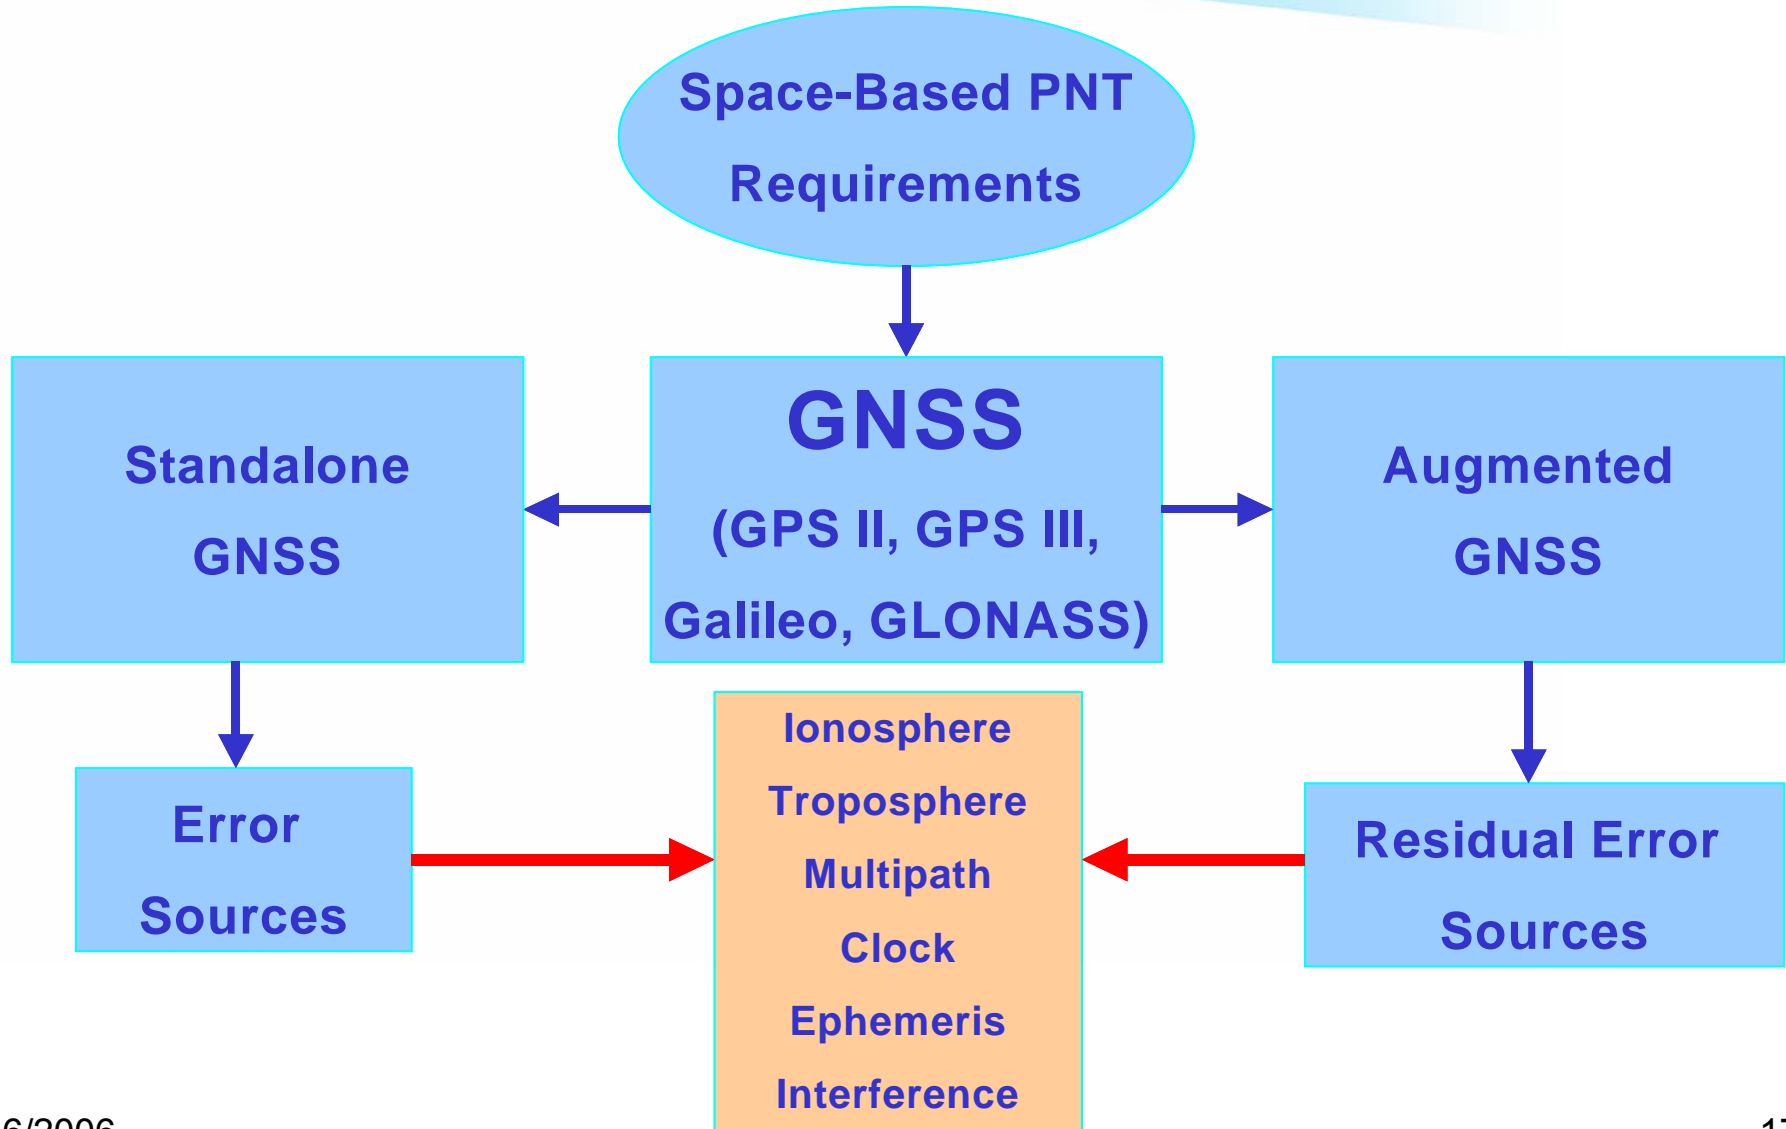 Space-Based PNT
Requirements
Standalone
GNSS
GNSS
(GPS II, GPS III,
Galileo, GLONASS)
Augmented
GNSS
Error
Sources
Ionosphere
Troposphere
Multipath
Clock
Ephemeris
Interference
Residual Error
Sources